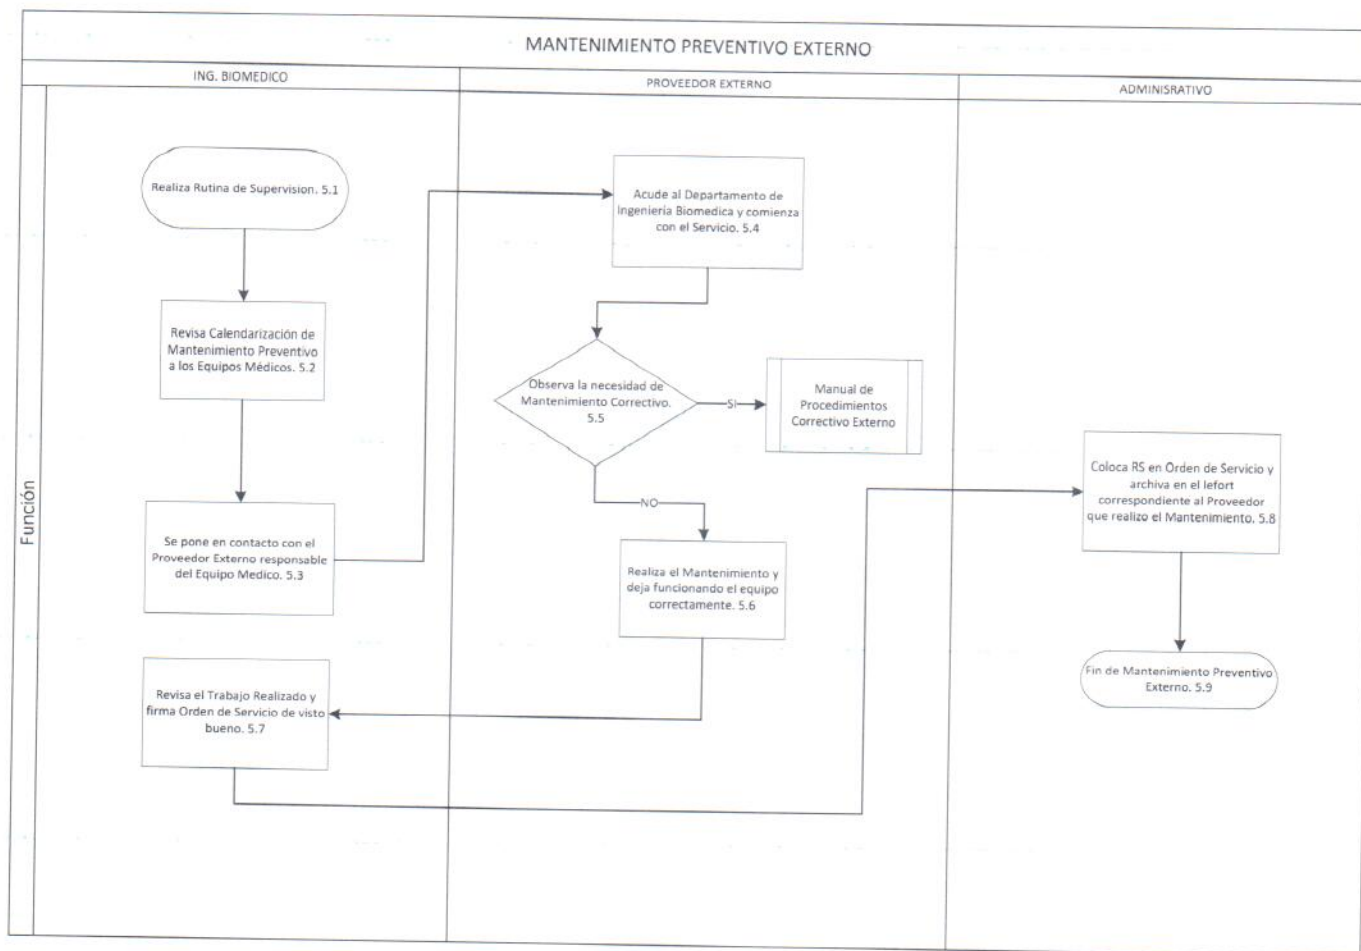 MANTENIMIENTO PREVENTIVO EXTERNO
ING. BIOMEDICO
PROVEEDOR EXTERNO
ADMINISRATIVO
Función
Realiza Rutina de Supervision. 5.1
Revisa Calendarización de
Mantenimiento Preventivo
a los Equipos Médicos. 5.2
Se pone en contacto con el
Proveedor Externo responsable
del Equipo Medico. 5.3
Acude al Departamento de
Ingeniería Biomedica y comienza
con el Servicio. 5.4
Observa la necesidad de
Mantenimiento Correctivo.
5.5
SI
Manual de
Procedimientos
Correctivo Externo
NO
Realiza el Mantenimiento y
deja funcionando el equipo
correctamente. 5.6
Revisa el Trabajo Realizado y
firma Orden de Servicio de visto
bueno. 5.7
Coloca RS en Orden de Servicio y
archiva en el lefort
correspondiente al Proveedor
que realizo el Mantenimiento. 5.8
Fin de Mantenimiento Preventivo
Externo. 5.9